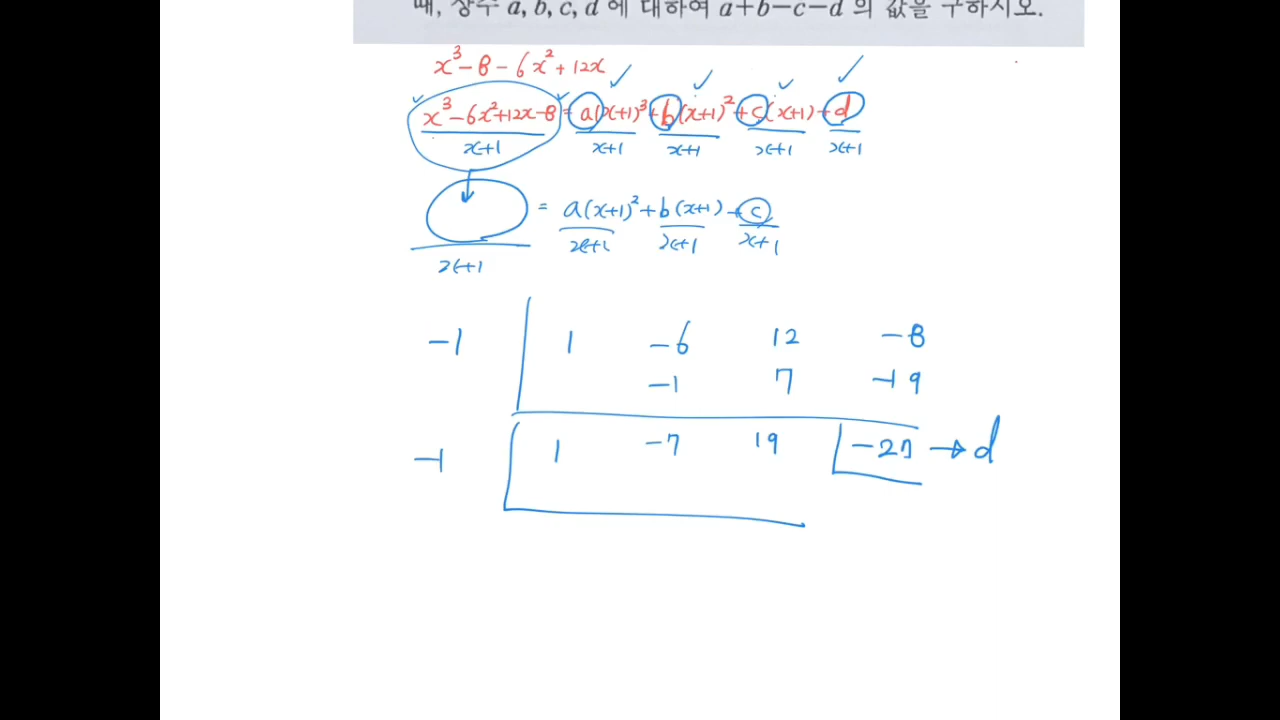 때, 상수 a, b, c, d 에 대하여 a+b−c−d 의 값을 구하시오.
x³−8−6x²+12x
x³−6x²+12x−8 = a(x+1)³+b(x+1)²+c(x+1)+d
x+1 x+1 x+1 x+1 x+1
= a(x+1)²+b(x+1)+c
x+1 x+1 x+1 x+1
−1 1 −6 12 −8
−1 7 −19
−1 1 −7 19 −27 → d